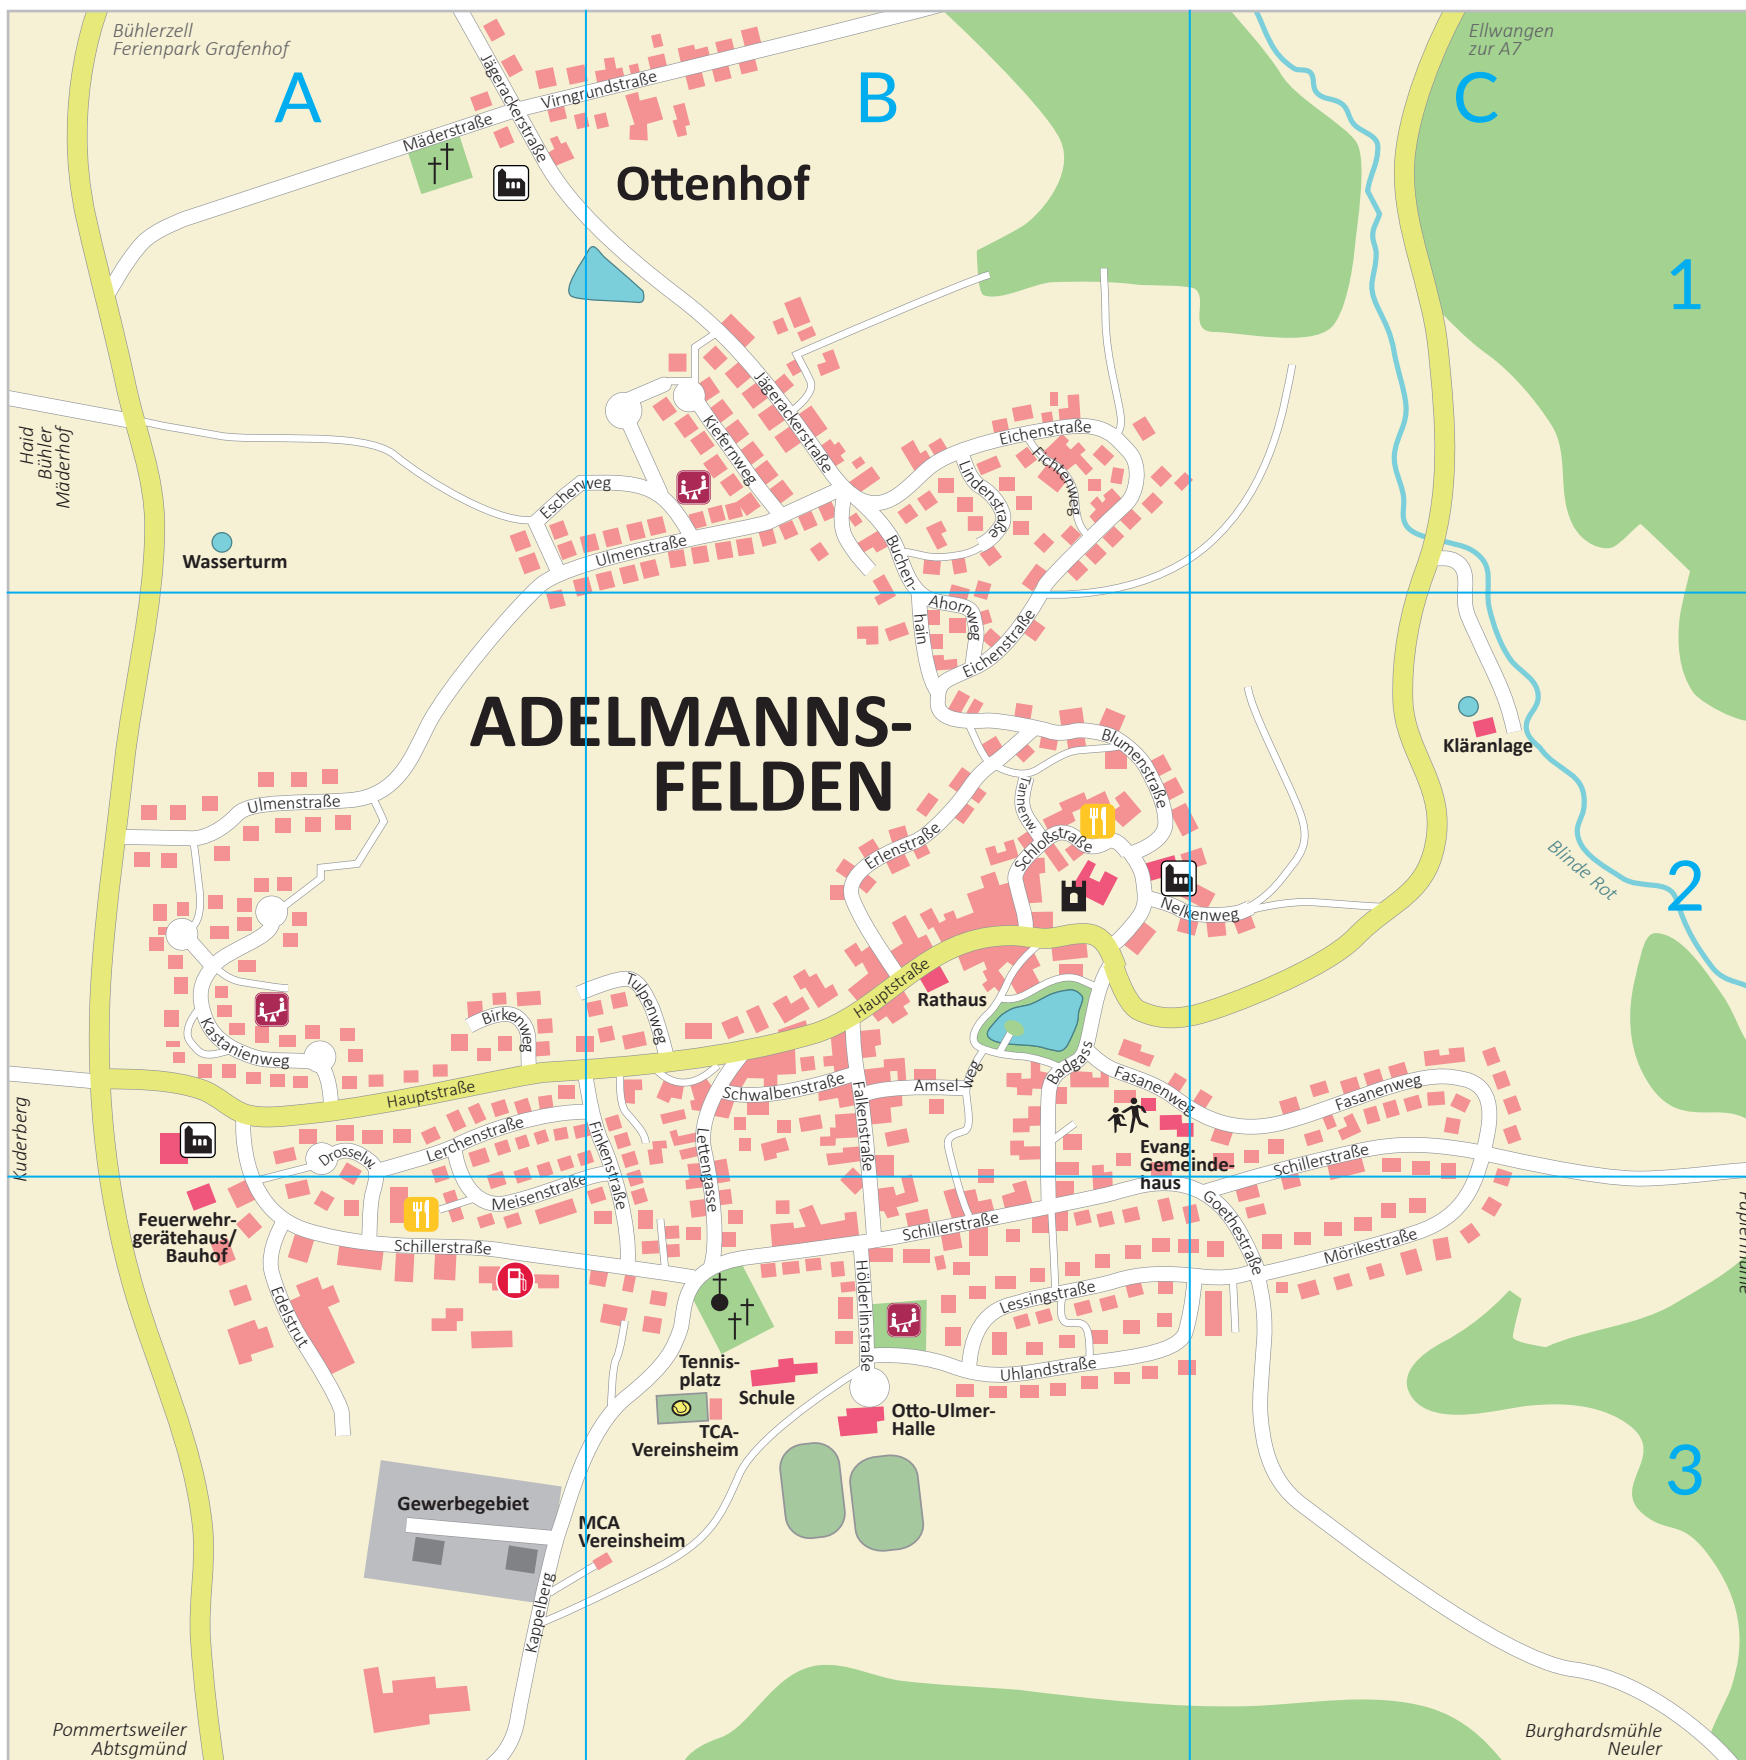 Bühlerzell
Ferienpark Grafenhof
A
B
C
Ellwangen
zur A7
Jägerackerstraße
Virngrundstraße
Mäderstraße
Ottenhof
1
Haid
Bühler
Mäderhof
Jägerackerstraße
Kiefernweg
Eschenweg
Ulmenstraße
Eichenstraße
Lindenstraße
Fichtenweg
Wasserturm
Buchen-
hain
Ahornweg
Eichenstraße
ADELMANNS-
FELDEN
Kläranlage
Blumenstraße
Tannenw.
Ulmenstraße
Erlenstraße
Schloßstraße
Blinde Rot
2
Nelkenweg
Hauptstraße
Rathaus
Tulpenweg
Birkenweg
Kastanienweg
Badgass
Fasanenweg
Fasanenweg
Hauptstraße
Schwalbenstraße
Amsel-
weg
Kuderberg
Falkenstraße
Finkenstraße
Lettengasse
Lerchenstraße
Drosselw.
Meisenstraße
Evang.
Gemeinde-
haus
Schillerstraße
Goethestraße
Feuerwehr-
gerätehaus/
Bauhof
Schillerstraße
Schillerstraße
Mörikestraße
Edelstrut
Hölderlinstraße
Lessingstraße
Uhlandstraße
Tennis-
platz
Schule
TCA-
Vereinsheim
Otto-Ulmer-
Halle
3
Gewerbegebiet
MCA
Vereinsheim
Kappelberg
Pommertsweiler
Abtsgmünd
Burghardsmühle
Neuler